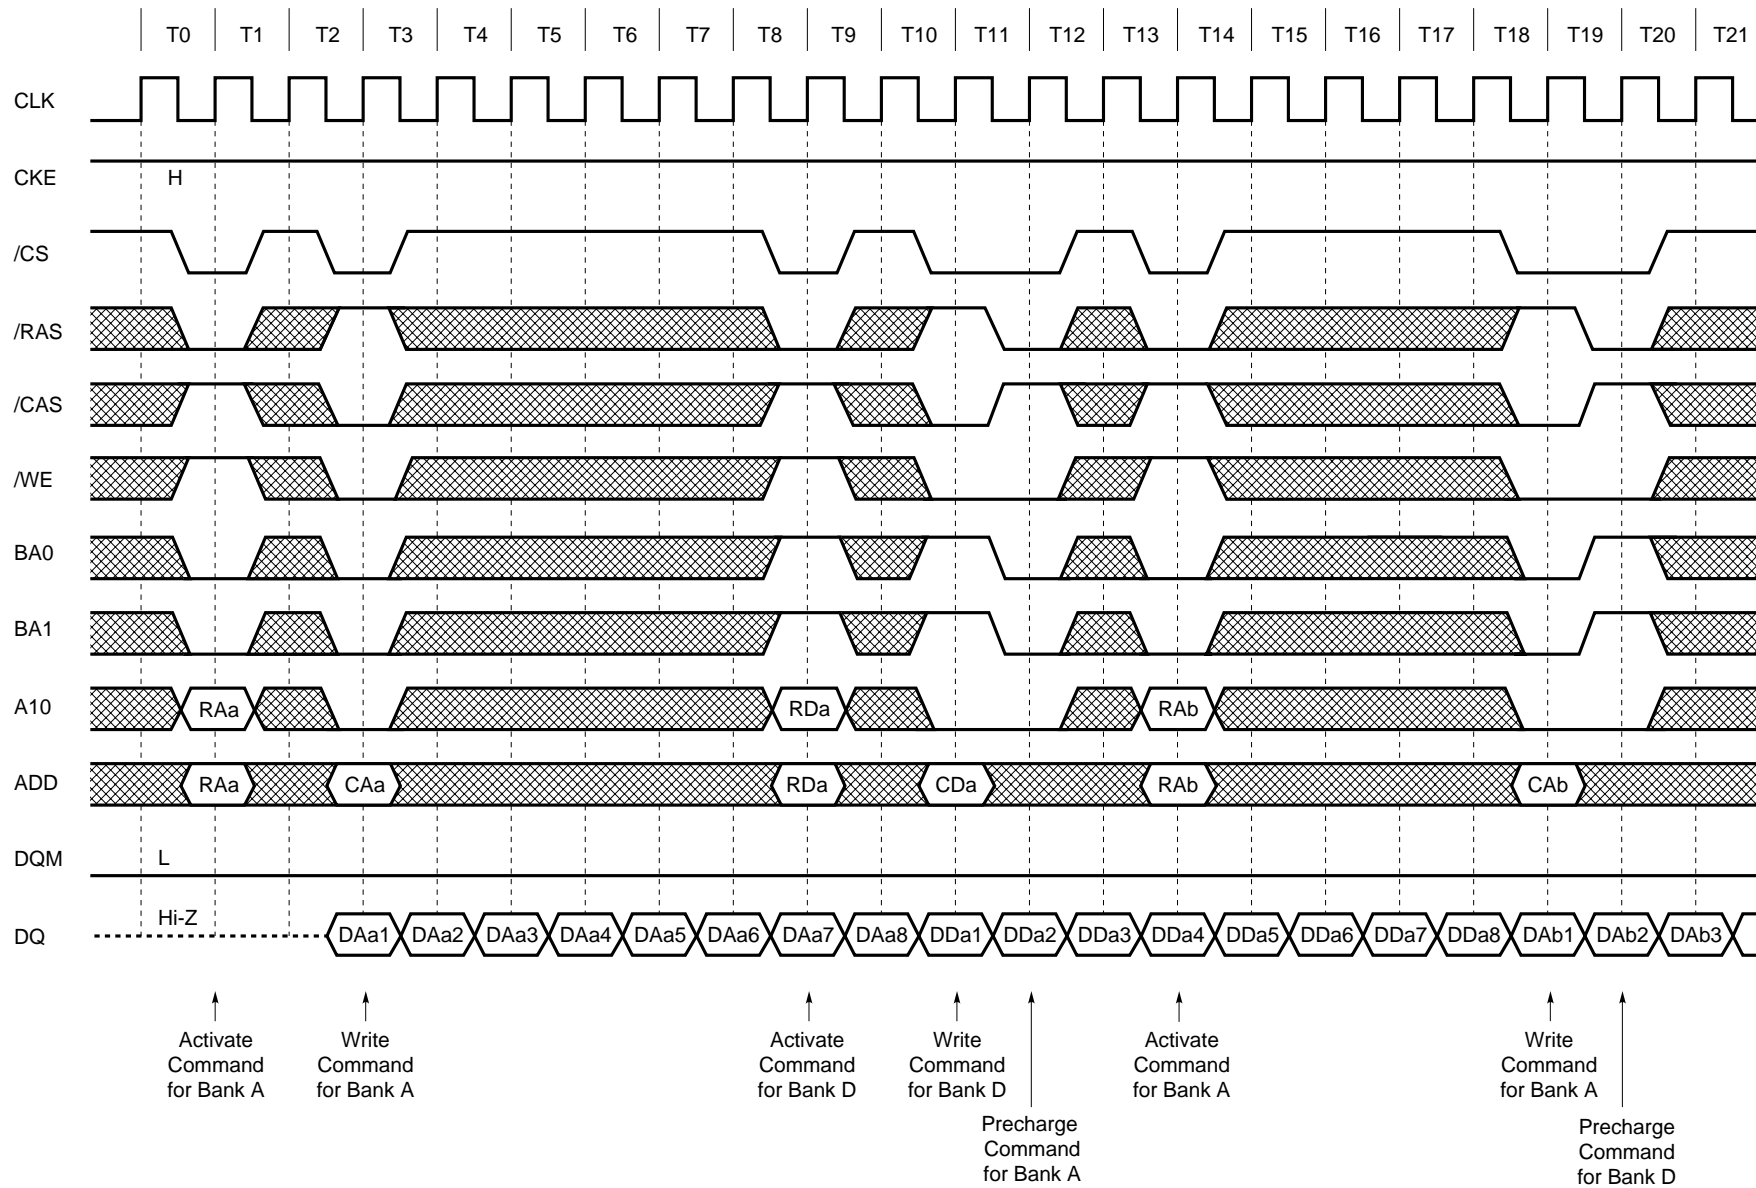 T0 T1 T2 T3 T4 T5 T6 T7 T8 T9 T10 T11 T12 T13 T14 T15 T16 T17 T18 T19 T20 T21
CLK
CKE H
/CS
/RAS
/CAS
/WE
BA0
BA1
A10 RAa RDa RAb
ADD RAa CAa RDa CDa RAb CAb
DQM L
DQ Hi-Z DAa1 DAa2 DAa3 DAa4 DAa5 DAa6 DAa7 DAa8 DDa1 DDa2 DDa3 DDa4 DDa5 DDa6 DDa7 DDa8 DAb1 DAb2 DAb3
Activate
Command
for Bank A
Write
Command
for Bank A
Activate
Command
for Bank D
Write
Command
for Bank D
Precharge
Command
for Bank A
Activate
Command
for Bank A
Write
Command
for Bank A
Precharge
Command
for Bank D